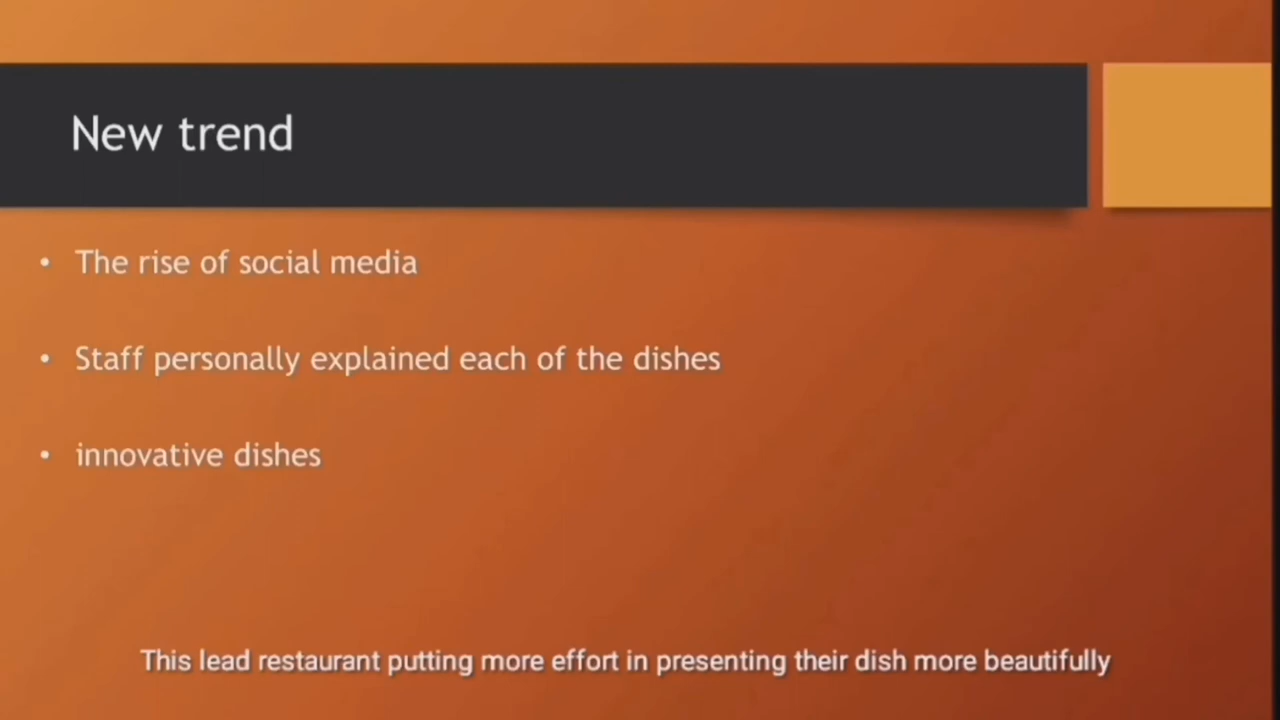 New trend
• The rise of social media
• Staff personally explained each of the dishes
• innovative dishes
This lead restaurant putting more effort in presenting their dish more beautifully